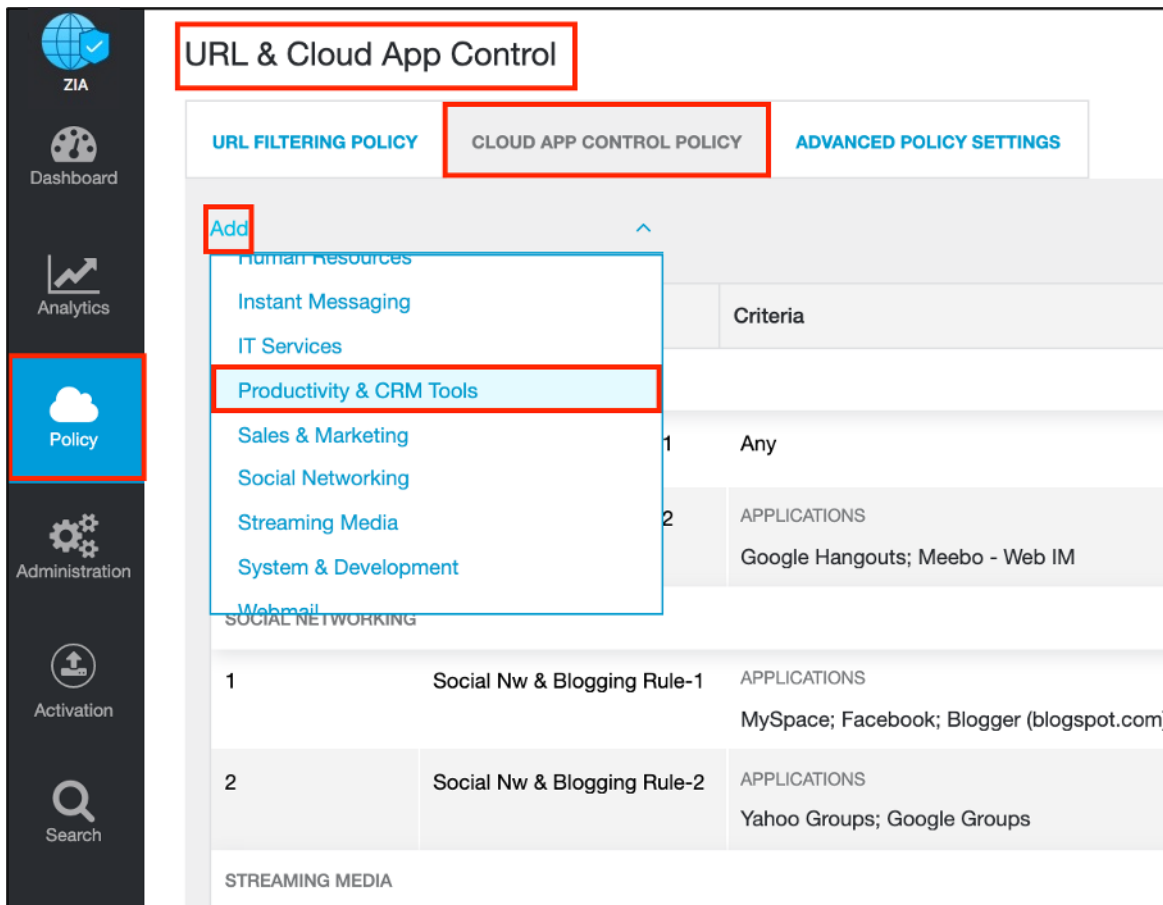 ZIA
Dashboard
Analytics
Policy
Administration
Activation
Search
URL & Cloud App Control
URL FILTERING POLICY
CLOUD APP CONTROL POLICY
ADVANCED POLICY SETTINGS
Add
Human Resources
Instant Messaging
IT Services
Productivity & CRM Tools
Sales & Marketing
Social Networking
Streaming Media
System & Development
Webmail
Criteria
1 Any
2 APPLICATIONS
Google Hangouts; Meebo - Web IM
SOCIAL NETWORKING
1 Social Nw & Blogging Rule-1 APPLICATIONS
MySpace; Facebook; Blogger (blogspot.com)
2 Social Nw & Blogging Rule-2 APPLICATIONS
Yahoo Groups; Google Groups
STREAMING MEDIA